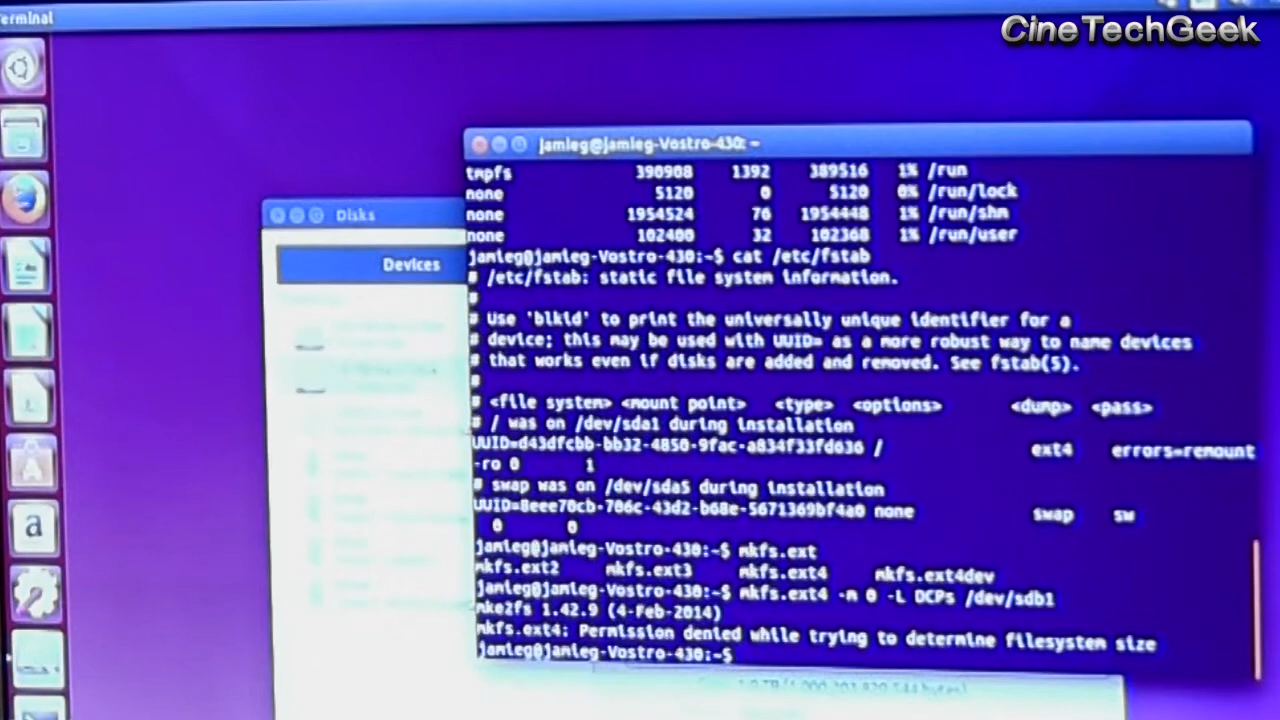 Terminal
CineTechGeek
jamieg@jamieg-Vostro-430: ~
tmpfs 390908 1392 389516 1% /run
none 5120 0 5120 0% /run/lock
none 1954524 76 1954448 1% /run/shm
none 102400 32 102368 1% /run/user
jamieg@jamieg-Vostro-430:~$ cat /etc/fstab
# /etc/fstab: static file system information.
#
# Use 'blkid' to print the universally unique identifier for a
# device; this may be used with UUID= as a more robust way to name devices
# that works even if disks are added and removed. See fstab(5).
#
# <file system> <mount point> <type> <options> <dump> <pass>
# / was on /dev/sda1 during installation
UUID=d43dfcbb-bb32-4850-9fac-a834f33fd636 / ext4 errors=remount
-ro 0 1
# swap was on /dev/sda5 during installation
UUID=8eee70cb-706c-43d2-b68e-5671369bf4a0 none swap sw
0 0
jamieg@jamieg-Vostro-430:~$ mkfs.ext
mkfs.ext2 mkfs.ext3 mkfs.ext4 mkfs.ext4dev
jamieg@jamieg-Vostro-430:~$ mkfs.ext4 -m 0 -L DCPs /dev/sdb1
mke2fs 1.42.9 (4-Feb-2014)
mkfs.ext4: Permission denied while trying to determine filesystem size
jamieg@jamieg-Vostro-430:~$
Disks
Devices
a